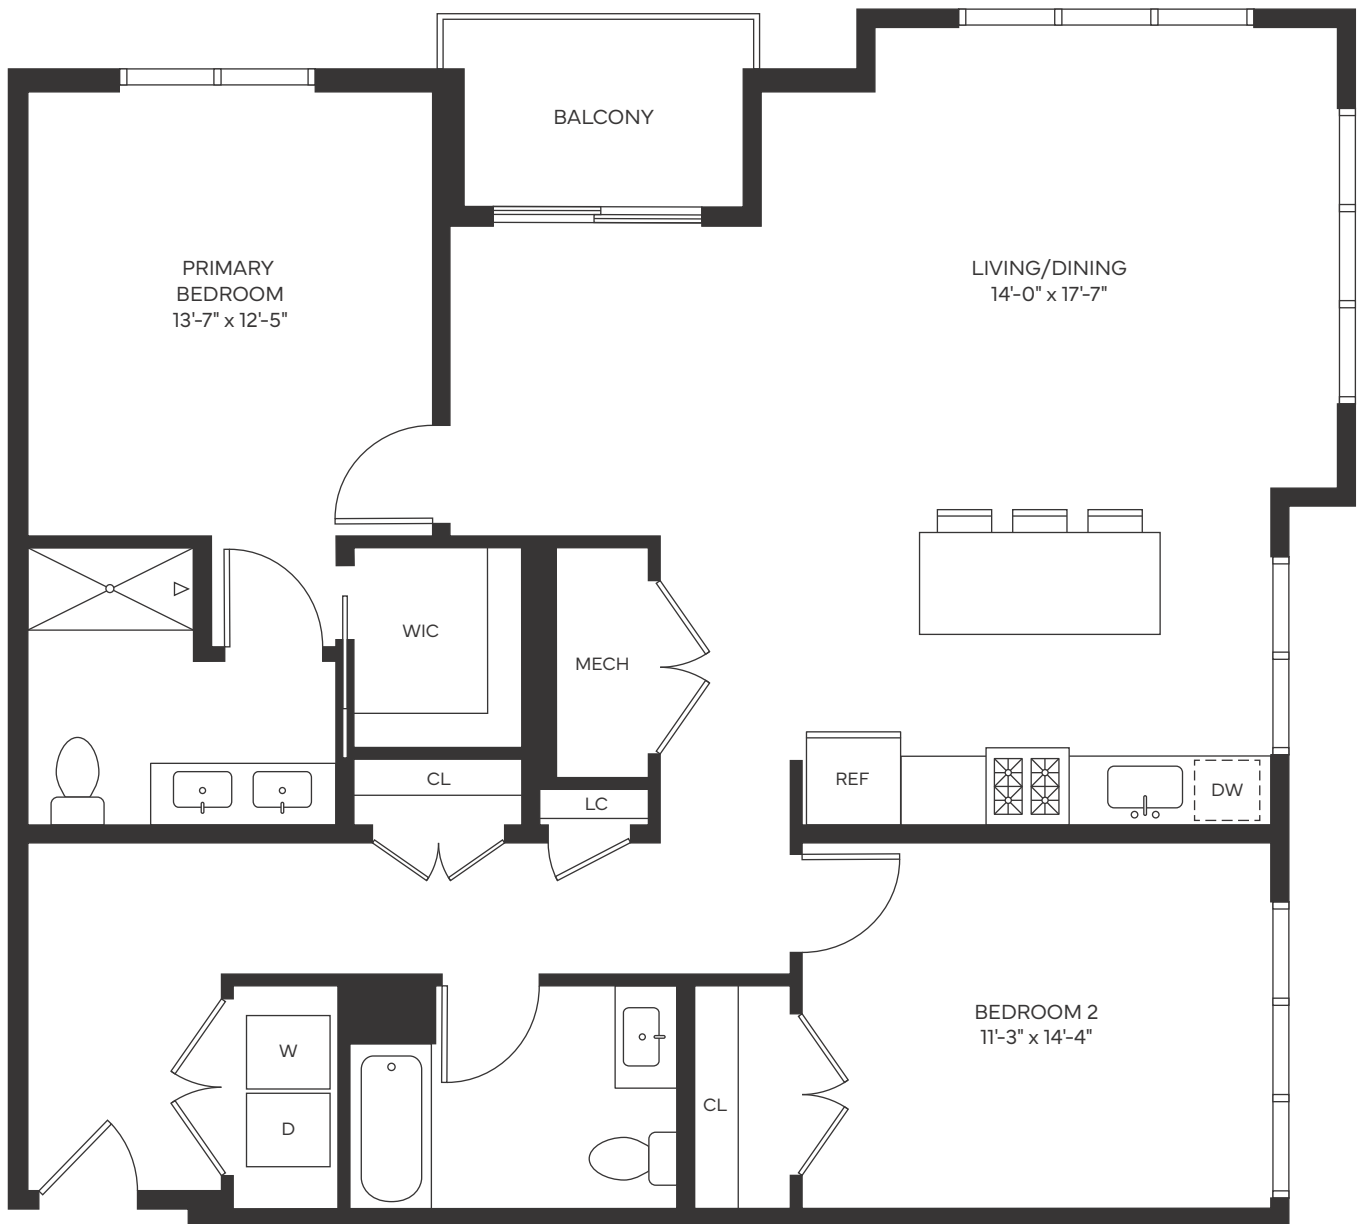 BALCONY
PRIMARY
BEDROOM
13'-7" x 12'-5"
LIVING/DINING
14'-0" x 17'-7"
WIC
MECH
CL
LC
REF
DW
BEDROOM 2
11'-3" x 14'-4"
W
D
CL